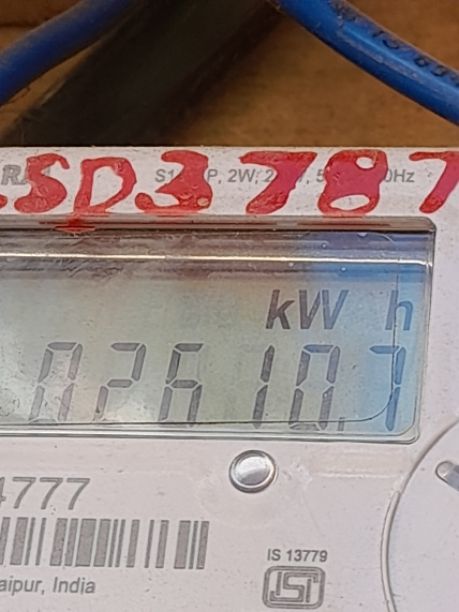 SD3787
kW h
02610.7
4777
aipur, India
IS 13779
ISI